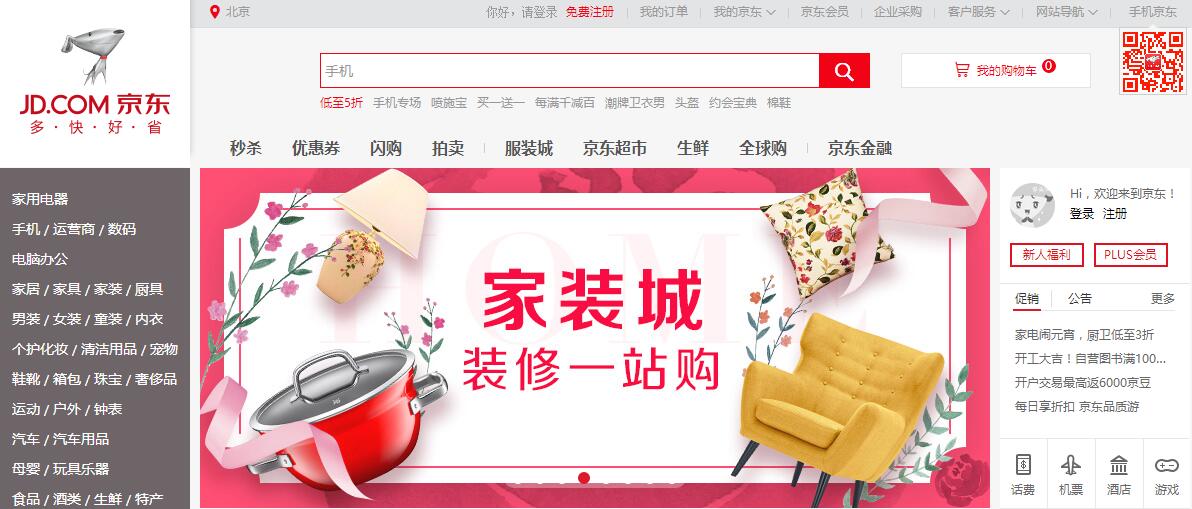 北京
你好，请登录 免费注册
我的订单
我的京东
京东会员
企业采购
客户服务
网站导航
手机京东
JD.COM 京东
多·快·好·省
手机
我的购物车 0
低至5折 手机专场 喷施宝 买一送一 每满千减百 潮牌卫衣男 头盔 约会宝典 棉鞋
秒杀 优惠券 闪购 拍卖 服装城 京东超市 生鲜 全球购 京东金融
家用电器
手机 / 运营商 / 数码
电脑办公
家居 / 家具 / 家装 / 厨具
男装 / 女装 / 童装 / 内衣
个护化妆 / 清洁用品 / 宠物
鞋靴 / 箱包 / 珠宝 / 奢侈品
运动 / 户外 / 钟表
汽车 / 汽车用品
母婴 / 玩具乐器
食品 / 酒类 / 生鲜 / 特产
HOME
家装城
装修一站购
Hi，欢迎来到京东！
登录 注册
新人福利 PLUS会员
促销 公告 更多
家电闹元宵，厨卫低至3折
开工大吉！自营图书满100...
开户交易最高返6000京豆
每日享折扣 京东品质游
话费 机票 酒店 游戏